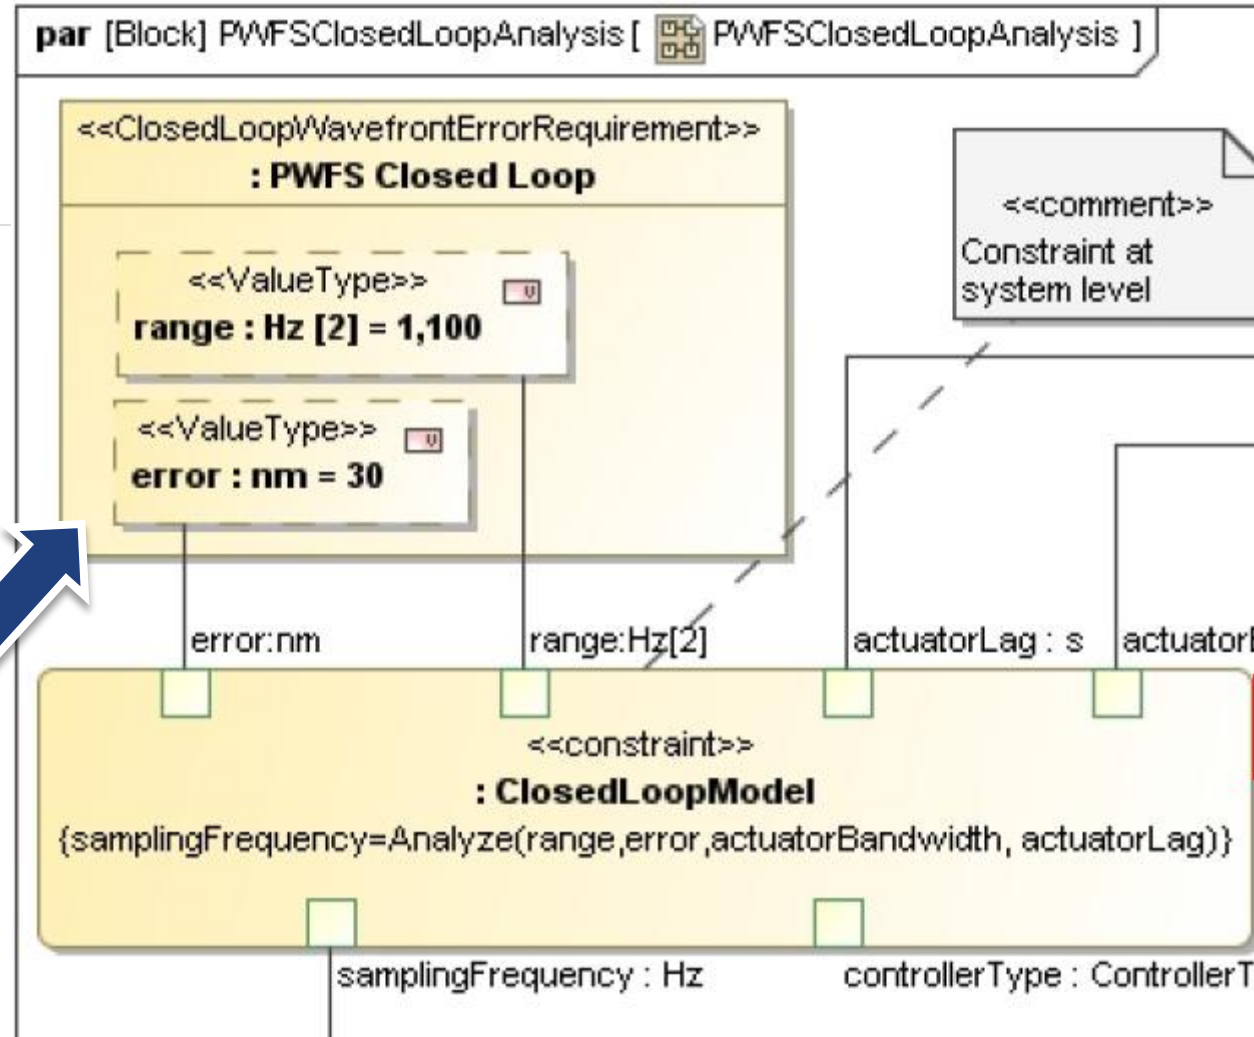 par [Block] PWFSClosedLoopAnalysis [ PWFSClosedLoopAnalysis ]
<<ClosedLoopWavefrontErrorRequirement>>
: PWFS Closed Loop
<<ValueType>>
range : Hz [2] = 1,100
<<ValueType>>
error : nm = 30
<<comment>>
Constraint at
system level
error:nm
range:Hz[2]
actuatorLag : s
<<constraint>>
: ClosedLoopModel
{samplingFrequency=Analyze(range,error,actuatorBandwidth, actuatorLag)}
samplingFrequency : Hz
controllerType :